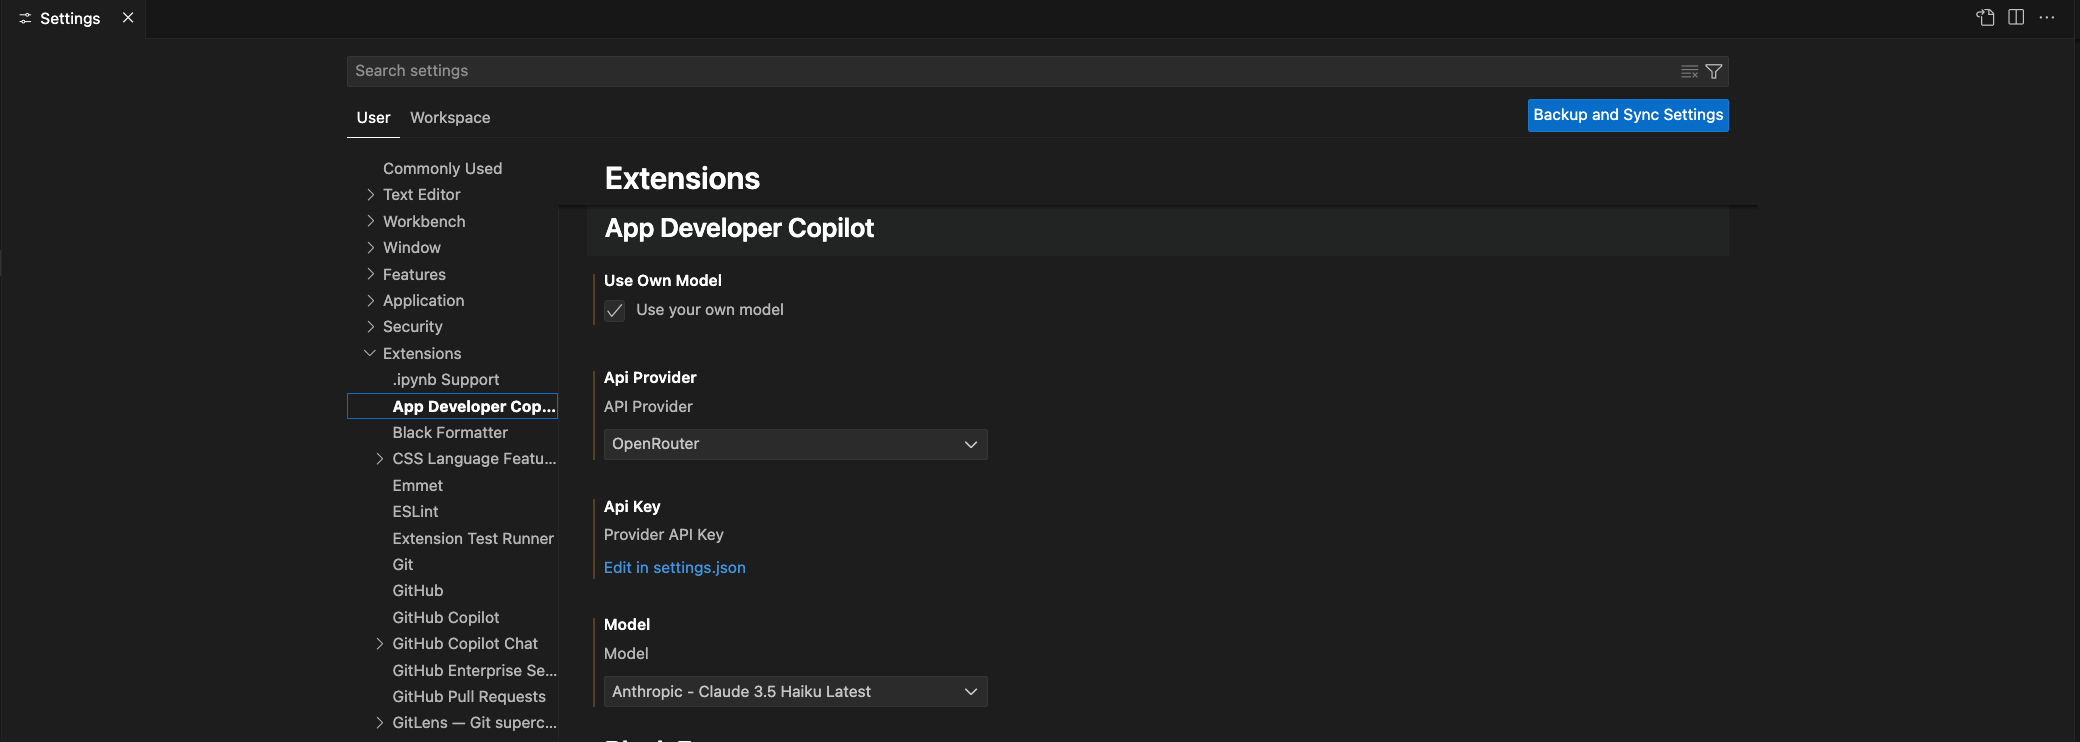 Settings
Search settings
User Workspace
Backup and Sync Settings
Commonly Used
Text Editor
Workbench
Window
Features
Application
Security
Extensions
.ipynb Support
App Developer Cop...
Black Formatter
CSS Language Featu...
Emmet
ESLint
Extension Test Runner
Git
GitHub
GitHub Copilot
GitHub Copilot Chat
GitHub Enterprise Se...
GitHub Pull Requests
GitLens — Git superc...
Extensions
App Developer Copilot
Use Own Model
Use your own model
Api Provider
API Provider
OpenRouter
Api Key
Provider API Key
Edit in settings.json
Model
Model
Anthropic - Claude 3.5 Haiku Latest